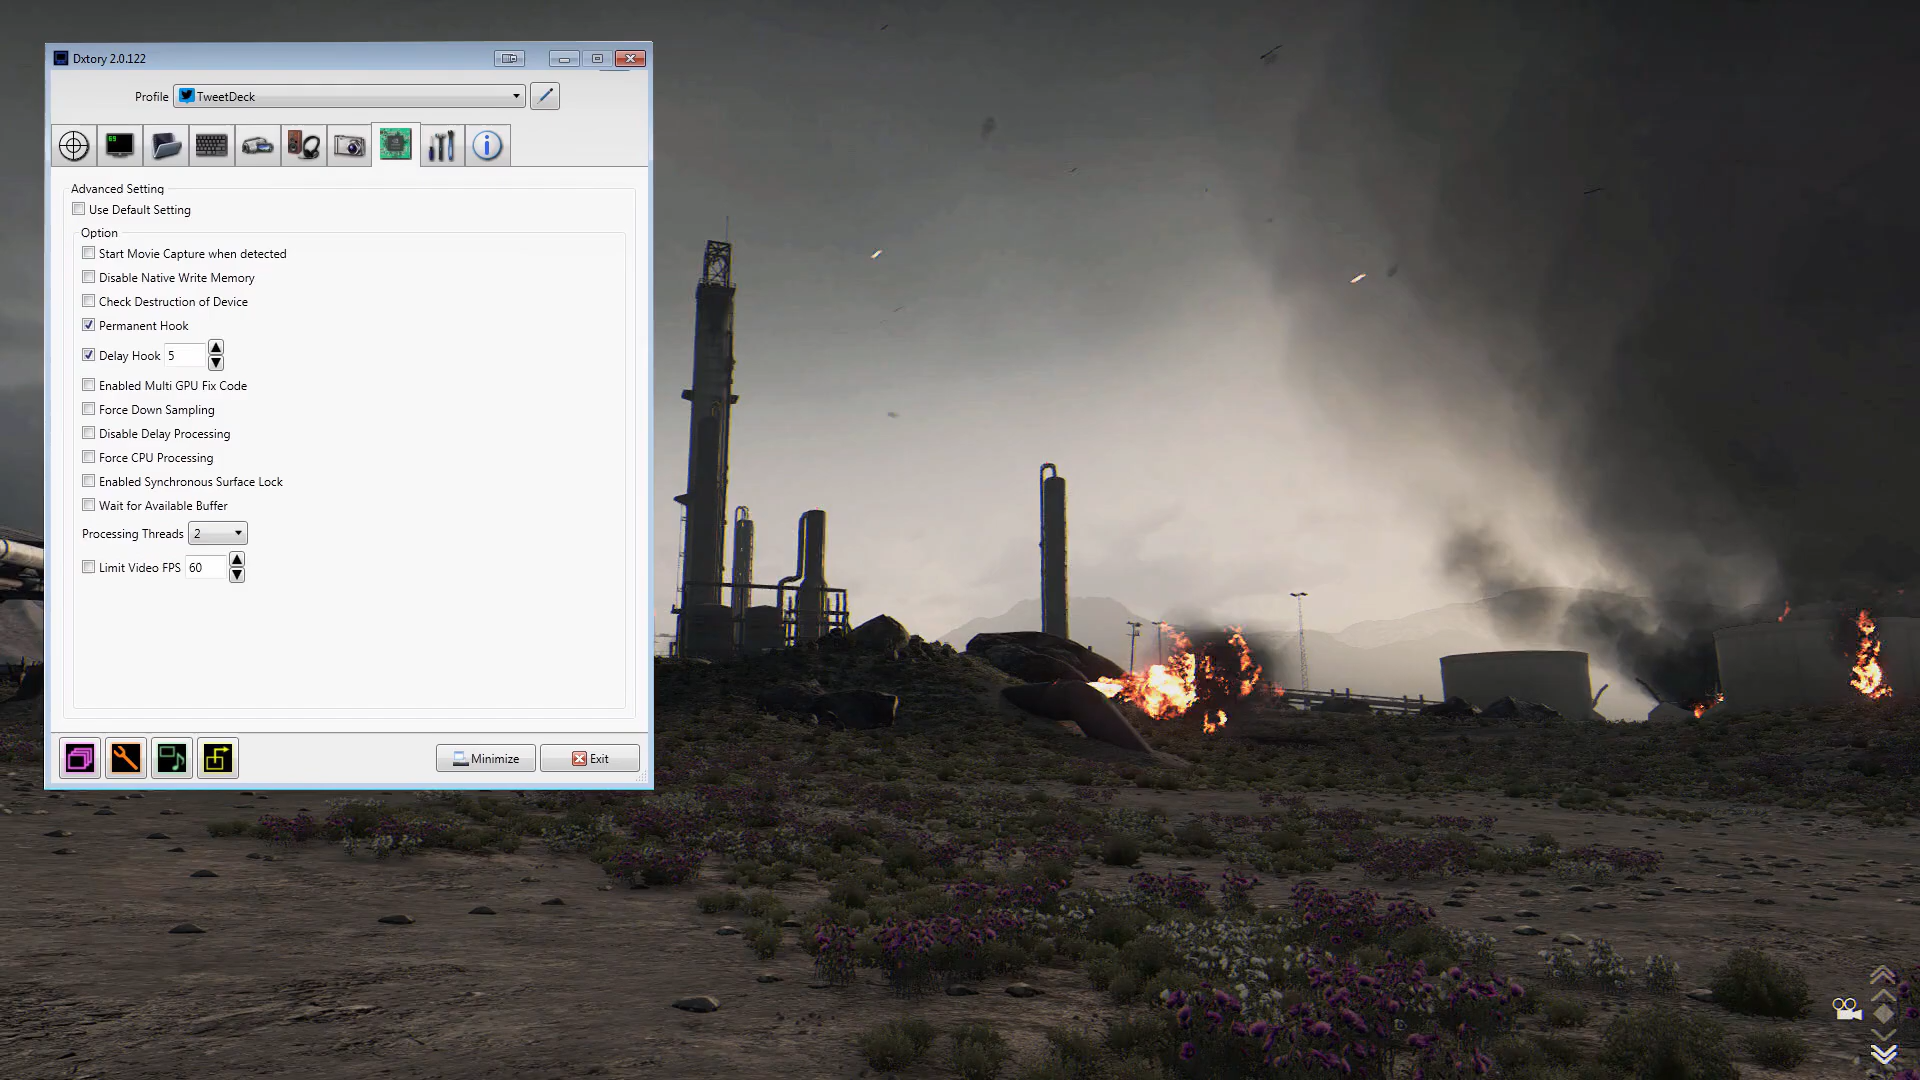 Dxtory 2.0.122
Profile TweetDeck
Advanced Setting
Use Default Setting
Option
Start Movie Capture when detected
Disable Native Write Memory
Check Destruction of Device
Permanent Hook
Delay Hook 5
Enabled Multi GPU Fix Code
Force Down Sampling
Disable Delay Processing
Force CPU Processing
Enabled Synchronous Surface Lock
Wait for Available Buffer
Processing Threads 2
Limit Video FPS 60
Minimize Exit